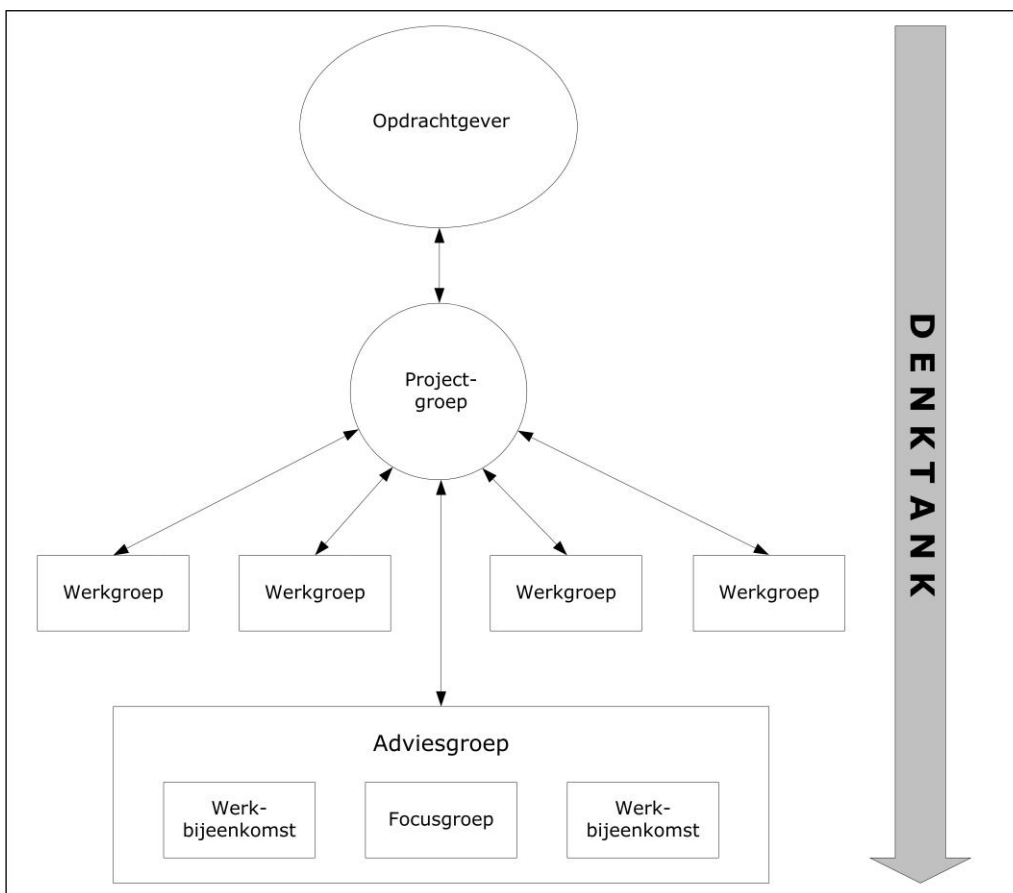 Opdrachtgever
Project-
groep
Werkgroep
Werkgroep
Werkgroep
Werkgroep
Adviesgroep
Werk-
bijeenkomst
Focusgroep
Werk-
bijeenkomst
DENKTANK